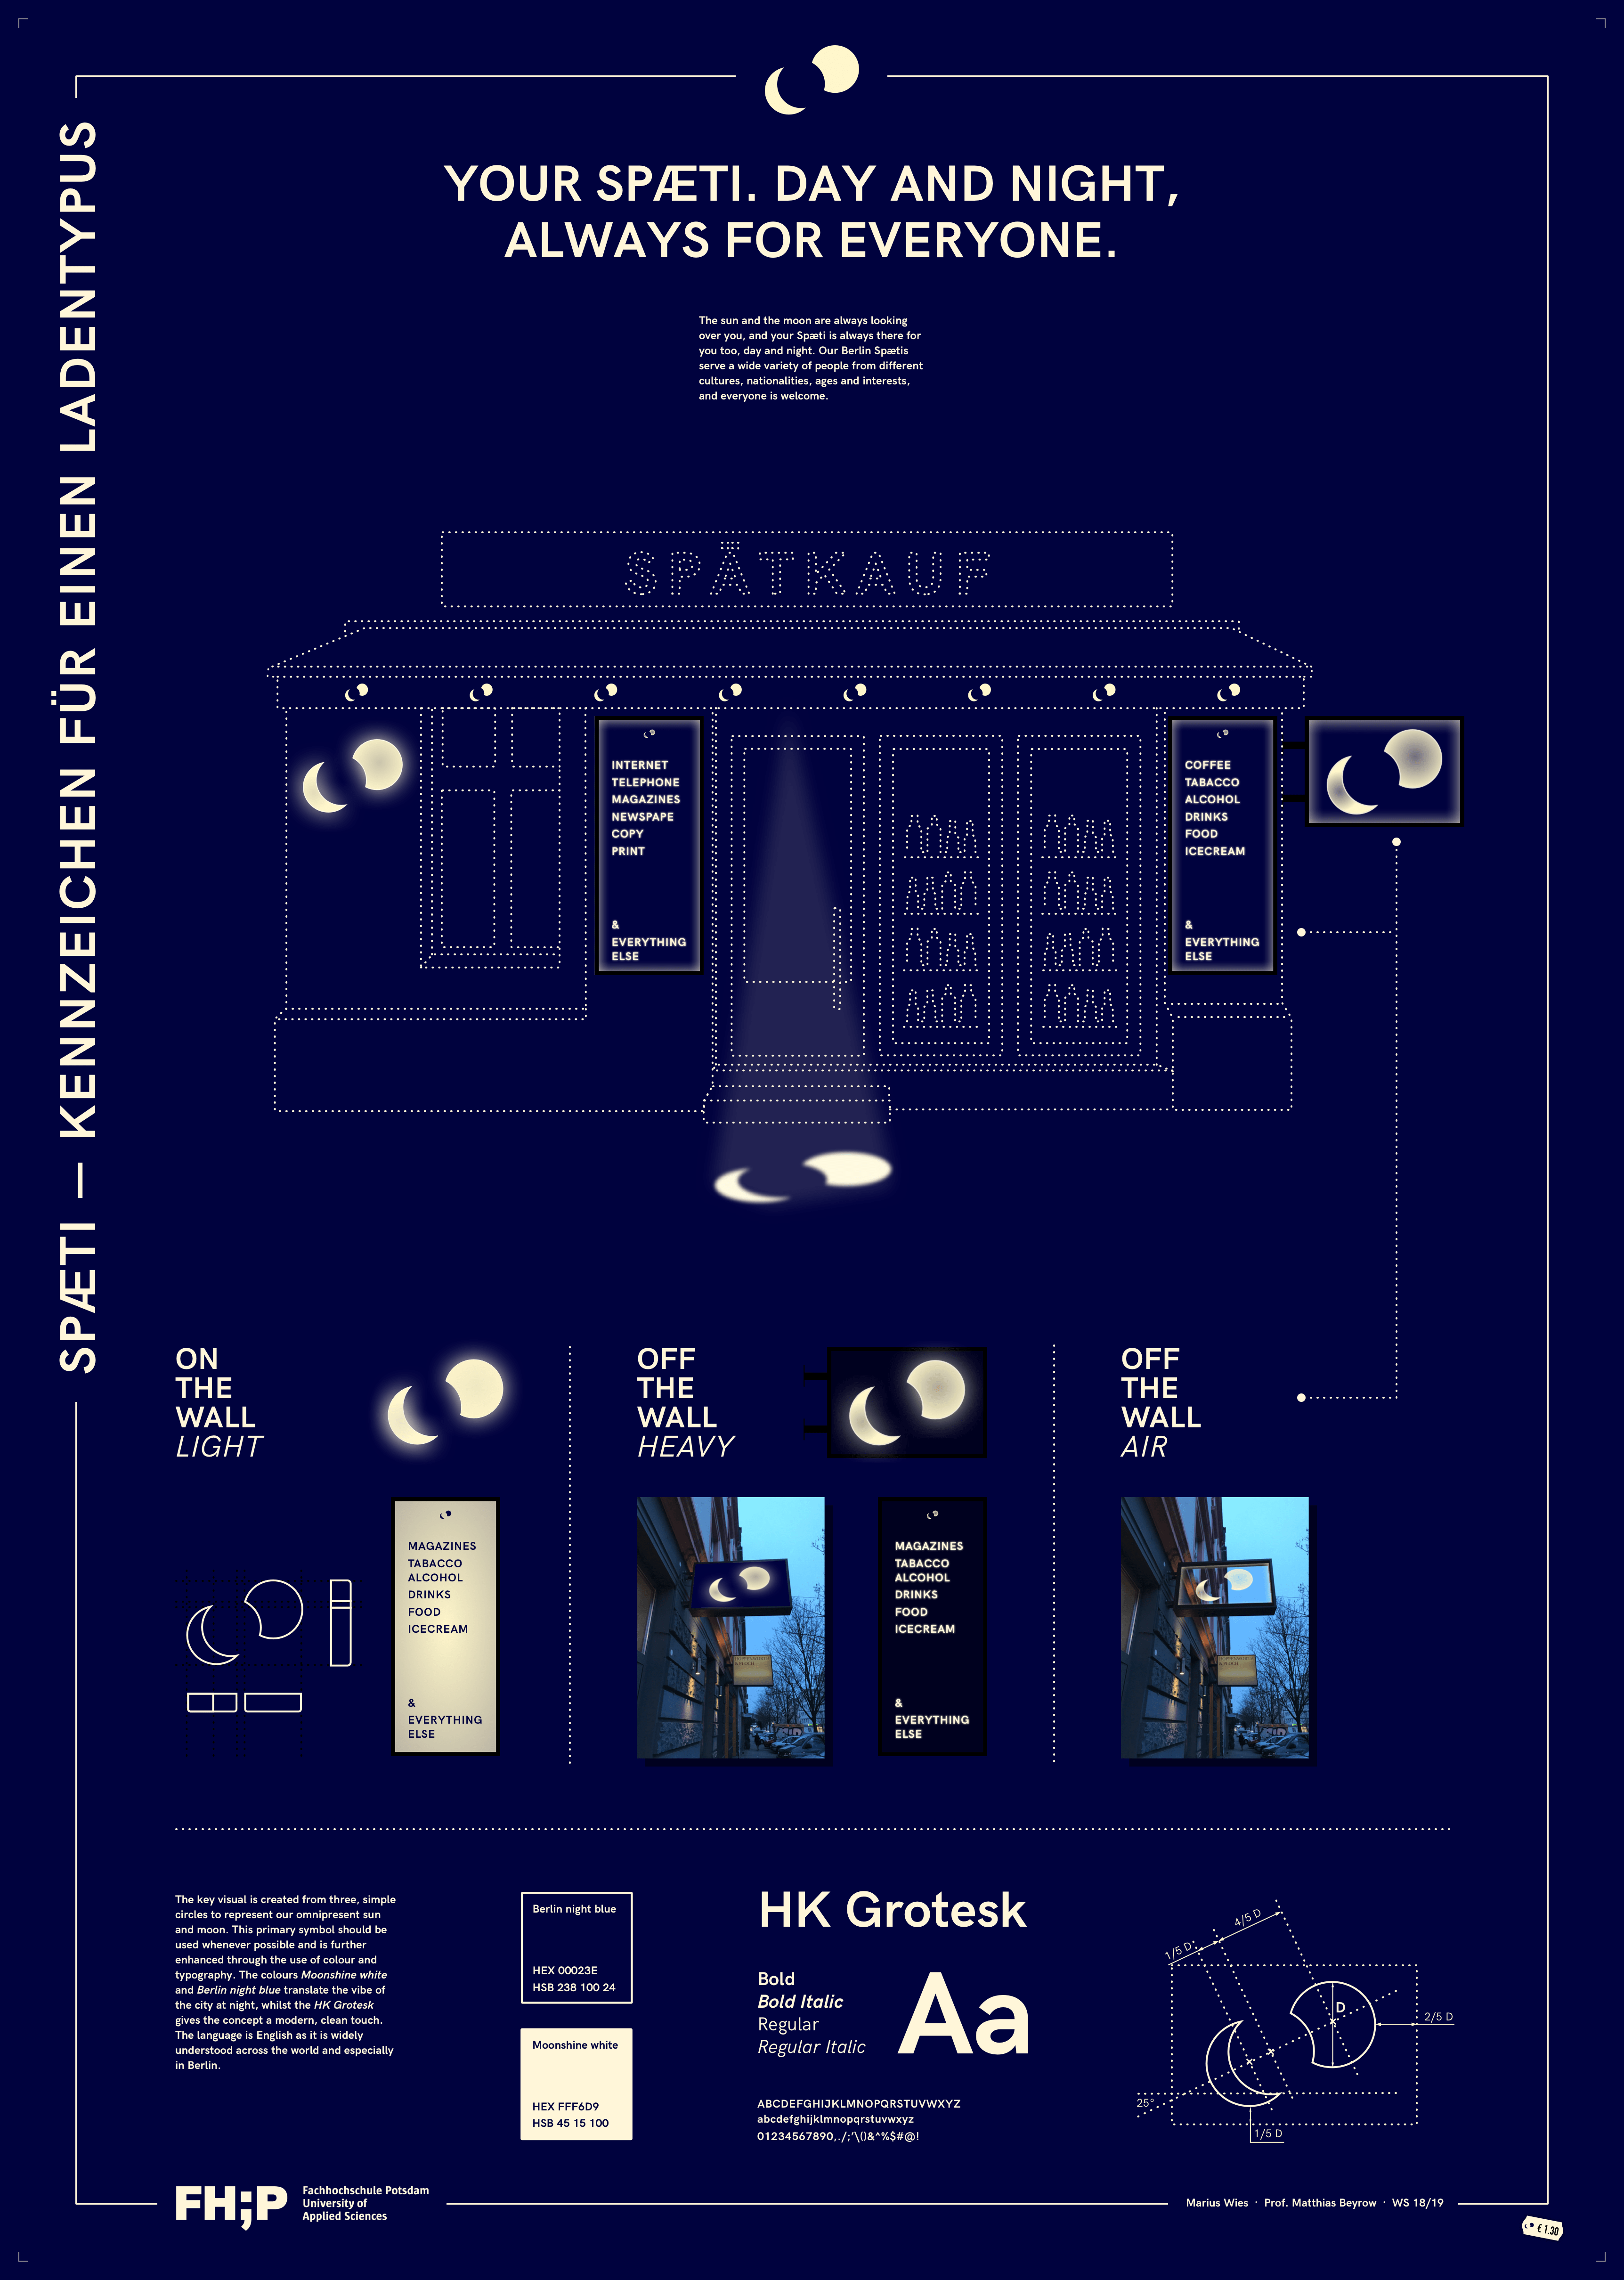 SPÆTI — KENNZEICHEN FÜR EINEN LADENTYPUS
YOUR SPÆTI. DAY AND NIGHT,
ALWAYS FOR EVERYONE.
The sun and the moon are always looking
over you, and your Spæti is always there for
you too, day and night. Our Berlin Spætis
serve a wide variety of people from different
cultures, nationalities, ages and interests,
and everyone is welcome.
SPÄTKAUF
INTERNET
TELEPHONE
MAGAZINES
NEWSPAPE
COPY
PRINT
&
EVERYTHING
ELSE
COFFEE
TABACCO
ALCOHOL
DRINKS
FOOD
ICECREAM
&
EVERYTHING
ELSE
ON
THE
WALL
LIGHT
MAGAZINES
TABACCO
ALCOHOL
DRINKS
FOOD
ICECREAM
&
EVERYTHING
ELSE
OFF
THE
WALL
HEAVY
MAGAZINES
TABACCO
ALCOHOL
DRINKS
FOOD
ICECREAM
&
EVERYTHING
ELSE
OFF
THE
WALL
AIR
The key visual is created from three, simple
circles to represent our omnipresent sun
and moon. This primary symbol should be
used whenever possible and is further
enhanced through the use of colour and
typography. The colours Moonshine white
and Berlin night blue translate the vibe of
the city at night, whilst the HK Grotesk
gives the concept a modern, clean touch.
The language is English as it is widely
understood across the world and especially
in Berlin.
Berlin night blue
HEX 00023E
HSB 238 100 24
Moonshine white
HEX FFF6D9
HSB 45 15 100
HK Grotesk
Bold
Bold Italic
Regular
Regular Italic
Aa
ABCDEFGHIJKLMNOPQRSTUVWXYZ
abcdefghijklmnopqrstuvwxyz
01234567890,./;'\()&^%$#@!
1/5 D
4/5 D
D
2/5 D
25°
1/5 D
FH;P
Fachhochschule Potsdam
University of
Applied Sciences
Marius Wies · Prof. Matthias Beyrow · WS 18/19
€ 1.30